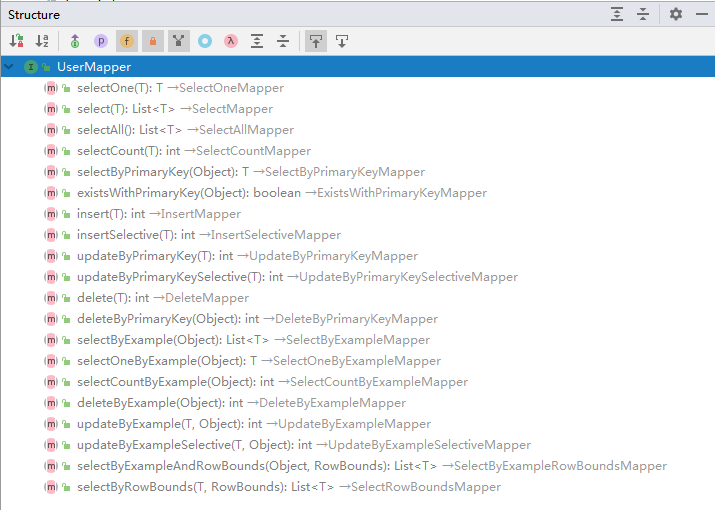 Structure
UserMapper
selectOne(T): T →SelectOneMapper
select(T): List<T> →SelectMapper
selectAll(): List<T> →SelectAllMapper
selectCount(T): int →SelectCountMapper
selectByPrimaryKey(Object): T →SelectByPrimaryKeyMapper
existsWithPrimaryKey(Object): boolean →ExistsWithPrimaryKeyMapper
insert(T): int →InsertMapper
insertSelective(T): int →InsertSelectiveMapper
updateByPrimaryKey(T): int →UpdateByPrimaryKeyMapper
updateByPrimaryKeySelective(T): int →UpdateByPrimaryKeySelectiveMapper
delete(T): int →DeleteMapper
deleteByPrimaryKey(Object): int →DeleteByPrimaryKeyMapper
selectByExample(Object): List<T> →SelectByExampleMapper
selectOneByExample(Object): T →SelectOneByExampleMapper
selectCountByExample(Object): int →SelectCountByExampleMapper
deleteByExample(Object): int →DeleteByExampleMapper
updateByExample(T, Object): int →UpdateByExampleMapper
updateByExampleSelective(T, Object): int →UpdateByExampleSelectiveMapper
selectByExampleAndRowBounds(Object, RowBounds): List<T> →SelectByExampleRowBoundsMapper
selectByRowBounds(T, RowBounds): List<T> →SelectRowBoundsMapper